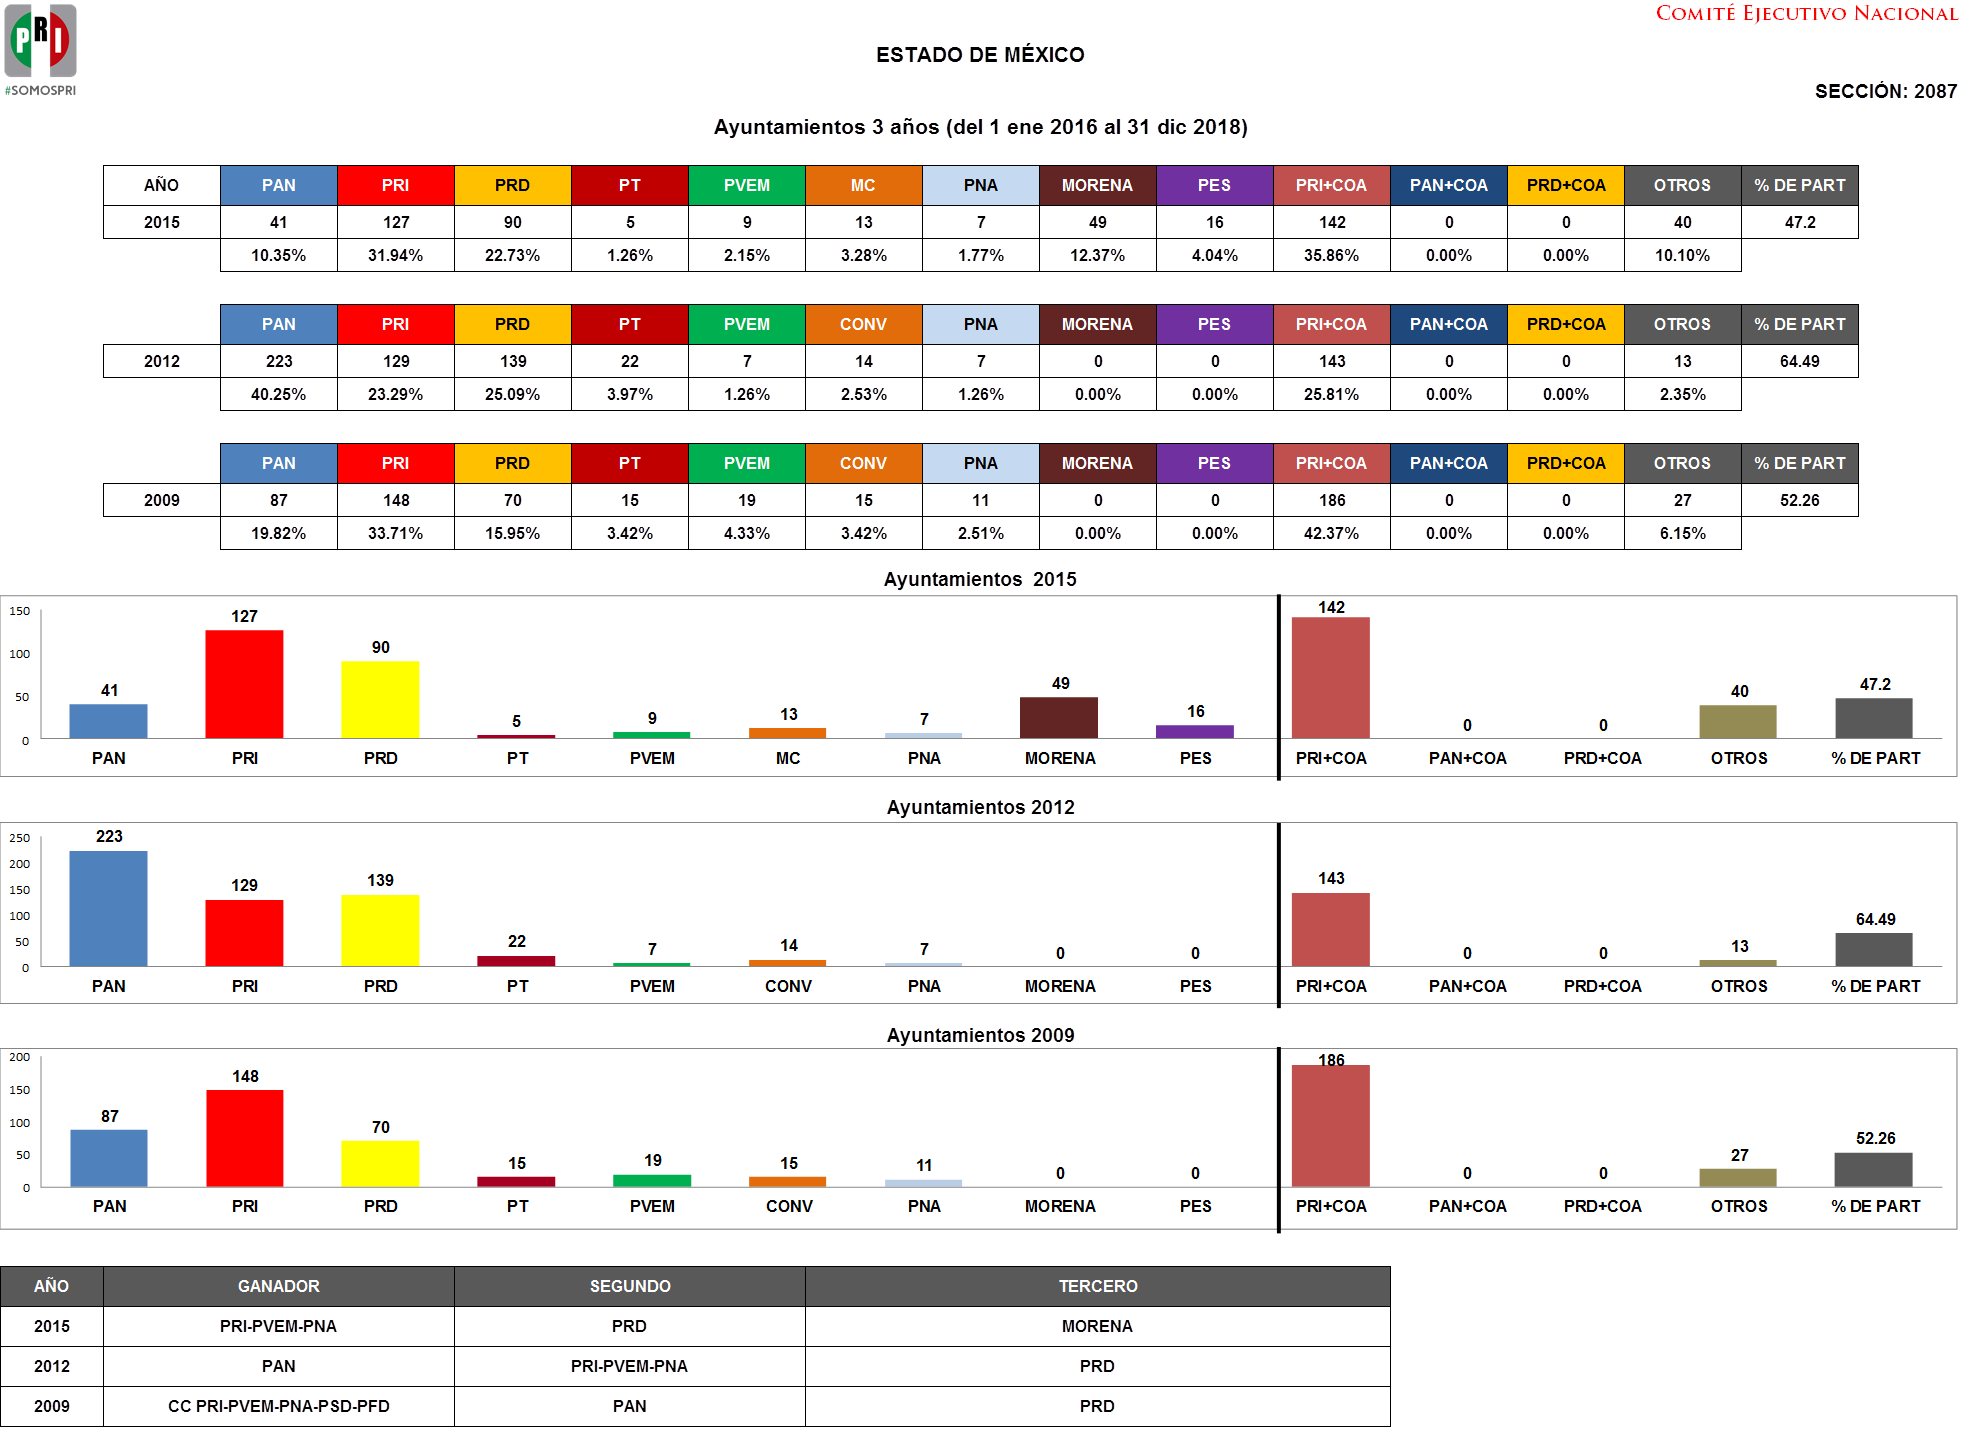 COMITÉ EJECUTIVO NACIONAL
PRI
#SOMOSPRI
ESTADO DE MÉXICO
SECCIÓN: 2087
Ayuntamientos 3 años (del 1 ene 2016 al 31 dic 2018)
AÑO PAN PRI PRD PT PVEM MC PNA MORENA PES PRI+COA PAN+COA PRD+COA OTROS % DE PART
2015 41 127 90 5 9 13 7 49 16 142 0 0 40 47.2
10.35% 31.94% 22.73% 1.26% 2.15% 3.28% 1.77% 12.37% 4.04% 35.86% 0.00% 0.00% 10.10%
PAN PRI PRD PT PVEM CONV PNA MORENA PES PRI+COA PAN+COA PRD+COA OTROS % DE PART
2012 223 129 139 22 7 14 7 0 0 143 0 0 13 64.49
40.25% 23.29% 25.09% 3.97% 1.26% 2.53% 1.26% 0.00% 0.00% 25.81% 0.00% 0.00% 2.35%
PAN PRI PRD PT PVEM CONV PNA MORENA PES PRI+COA PAN+COA PRD+COA OTROS % DE PART
2009 87 148 70 15 19 15 11 0 0 186 0 0 27 52.26
19.82% 33.71% 15.95% 3.42% 4.33% 3.42% 2.51% 0.00% 0.00% 42.37% 0.00% 0.00% 6.15%
Ayuntamientos 2015
150
100
50
0
41 127 90 5 9 13 7 49 16 142 0 0 40 47.2
PAN PRI PRD PT PVEM MC PNA MORENA PES PRI+COA PAN+COA PRD+COA OTROS % DE PART
Ayuntamientos 2012
250
200
150
100
50
0
223 129 139 22 7 14 7 0 0 143 0 0 13 64.49
PAN PRI PRD PT PVEM CONV PNA MORENA PES PRI+COA PAN+COA PRD+COA OTROS % DE PART
Ayuntamientos 2009
200
150
100
50
0
87 148 70 15 19 15 11 0 0 186 0 0 27 52.26
PAN PRI PRD PT PVEM CONV PNA MORENA PES PRI+COA PAN+COA PRD+COA OTROS % DE PART
AÑO GANADOR SEGUNDO TERCERO
2015 PRI-PVEM-PNA PRD MORENA
2012 PAN PRI-PVEM-PNA PRD
2009 CC PRI-PVEM-PNA-PSD-PFD PAN PRD